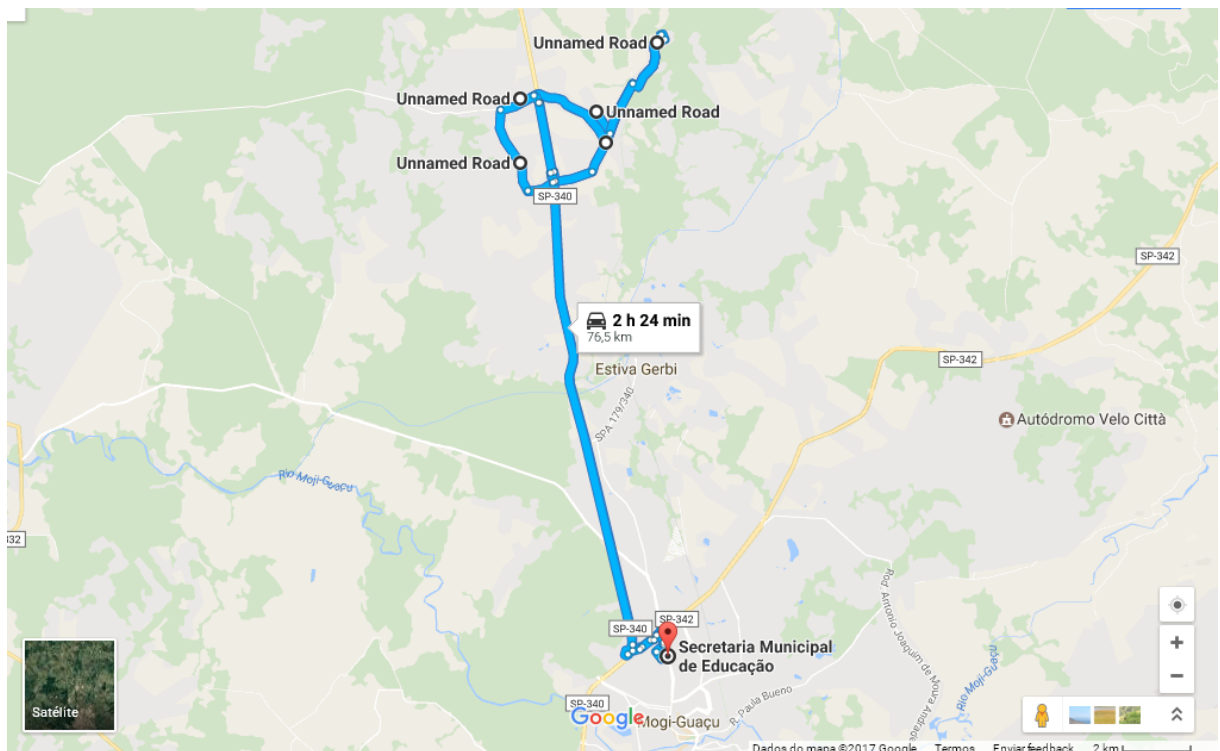 Unnamed Road
Unnamed Road
Unnamed Road
Unnamed Road
SP-340
SP-342
2 h 24 min
76,5 km
SP-342
Estiva Gerbi
SPA 179/340
Autódromo Velo Città
Rio Moji-Guaçu
332
Rod. Antonio Joaquim de Moura Andrade
SP-342
SP-340
Secretaria Municipal
de Educação
Rio Moji-Guaçu
R. Paula Bueno
SP-340
Google
Mogi-Guaçu
Satélite
Dados do mapa ©2017 Google Termos Enviar feedback 2 km